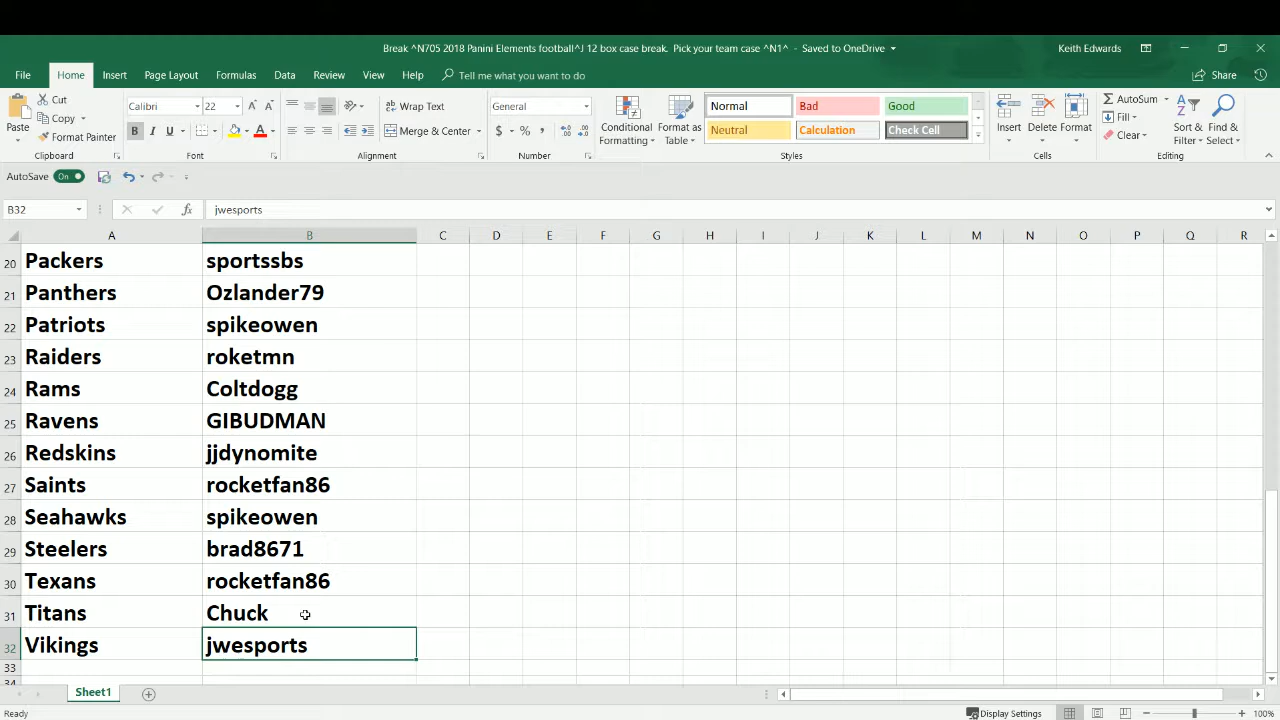 Break ^N705 2018 Panini Elements football^J 12 box case break. Pick your team case ^N1^ - Saved to OneDrive
Keith Edwards
File Home Insert Page Layout Formulas Data Review View Help Tell me what you want to do Share
Cut
Copy
Format Painter
Paste
Clipboard
Calibri 22
B I U
Font
Wrap Text
Merge & Center
Alignment
General
$ % ,
Number
Conditional Formatting
Format as Table
Normal Bad Good
Neutral Calculation Check Cell
Styles
Insert Delete Format
Cells
AutoSum
Fill
Clear
Sort & Filter
Find & Select
Editing
AutoSave On
B32 fx jwesports
A B C D E F G H I J K L M N O P Q R
20 Packers sportssbs
21 Panthers Ozlander79
22 Patriots spikeowen
23 Raiders roketmn
24 Rams Coltdogg
25 Ravens GIBUDMAN
26 Redskins jjdynomite
27 Saints rocketfan86
28 Seahawks spikeowen
29 Steelers brad8671
30 Texans rocketfan86
31 Titans Chuck
32 Vikings jwesports
33
34
Sheet1
Ready Display Settings 100%